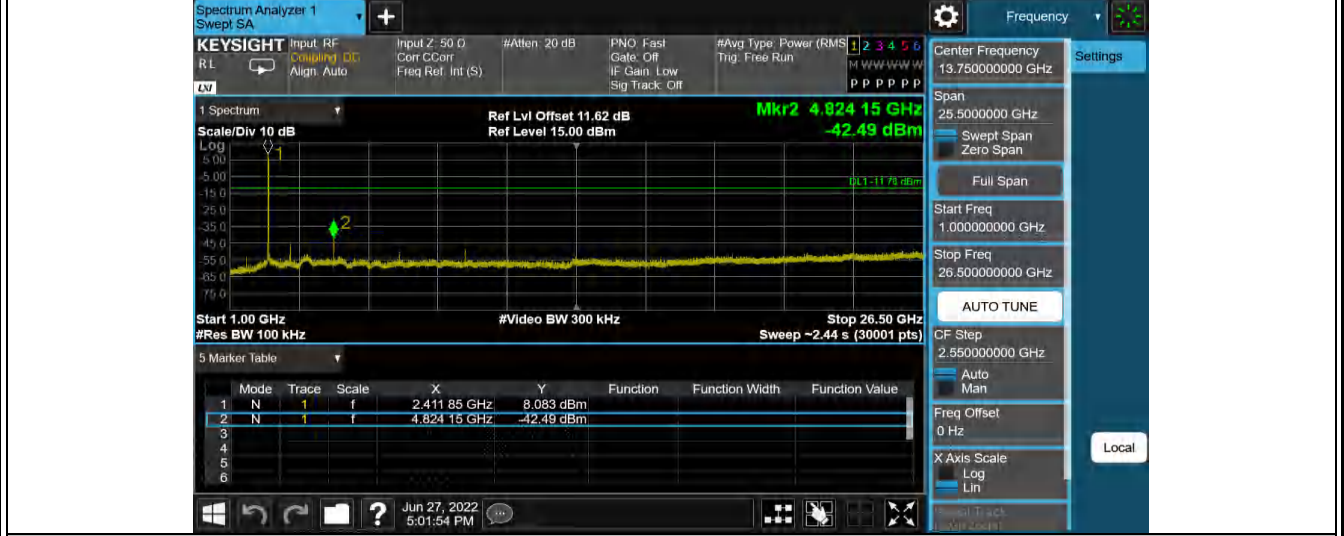 Spectrum Analyzer 1
Swept SA
Frequency
KEYSIGHT
RL
LXI
Input: RF
Coupling: DC
Align: Auto
Input Z: 50 Ω
Corr CCorr
Freq Ref: Int (S)
#Atten: 20 dB
PNO: Fast
Gate: Off
IF Gain: Low
Sig Track: Off
#Avg Type: Power (RMS
Trig: Free Run
1 2 3 4 5 6
M W W W W W
P P P P P P
1 Spectrum
Scale/Div 10 dB
Ref Lvl Offset 11.62 dB
Ref Level 15.00 dBm
Mkr2 4.824 15 GHz
-42.49 dBm
Log
5.00
-5.00
-15.0
-25.0
-35.0
-45.0
-55.0
-65.0
-75.0
1
2
DL1 -11.78 dBm
Start 1.00 GHz
#Res BW 100 kHz
#Video BW 300 kHz
Stop 26.50 GHz
Sweep ~2.44 s (30001 pts)
5 Marker Table
Mode Trace Scale X Y Function Function Width Function Value
1 N 1 f 2.411 85 GHz 8.083 dBm
2 N 1 f 4.824 15 GHz -42.49 dBm
3
4
5
6
Jun 27, 2022
5:01:54 PM
Center Frequency
13.750000000 GHz
Span
25.5000000 GHz
Swept Span
Zero Span
Full Span
Start Freq
1.000000000 GHz
Stop Freq
26.500000000 GHz
AUTO TUNE
CF Step
2.550000000 GHz
Auto
Man
Freq Offset
0 Hz
X Axis Scale
Log
Lin
Signal Track
Settings
Local